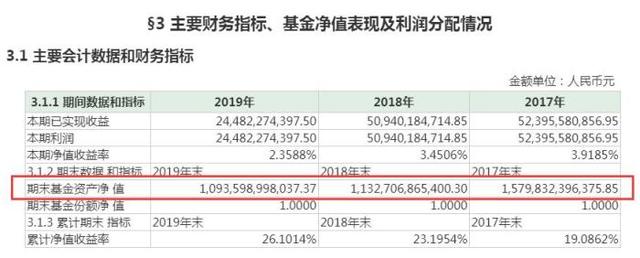 §3 主要财务指标、基金净值表现及利润分配情况
3.1 主要会计数据和财务指标
金额单位：人民币元
3.1.1 期间数据和指标 2019年 2018年 2017年
本期已实现收益 24,482,274,397.50 50,940,184,714.85 52,395,580,856.95
本期利润 24,482,274,397.50 50,940,184,714.85 52,395,580,856.95
本期净值收益率 2.3588% 3.4506% 3.9185%
3.1.2 期末数据 和指标 2019年末 2018年末 2017年末
期末基金资产净 值 1,093,598,998,037.37 1,132,706,865,400.30 1,579,832,396,375.85
期末基金份额净 值 1.0000 1.0000 1.0000
3.1.3 累计期末 指标 2019年末 2018年末 2017年末
累计净值收益率 26.1014% 23.1954% 19.0862%